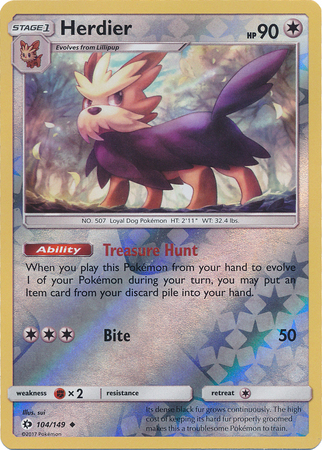 STAGE1 Herdier HP 90
Evolves from Lillipup
NO. 507 Loyal Dog Pokémon HT: 2'11" WT: 32.4 lbs.
Ability Treasure Hunt
When you play this Pokémon from your hand to evolve
1 of your Pokémon during your turn, you may put an
Item card from your discard pile into your hand.
Bite 50
weakness ×2 resistance retreat
Illus. sui
104/149
©2017 Pokémon
Its dense black fur grows continuously. The high
cost of keeping its hard fur properly groomed
makes this a troublesome Pokémon to train.